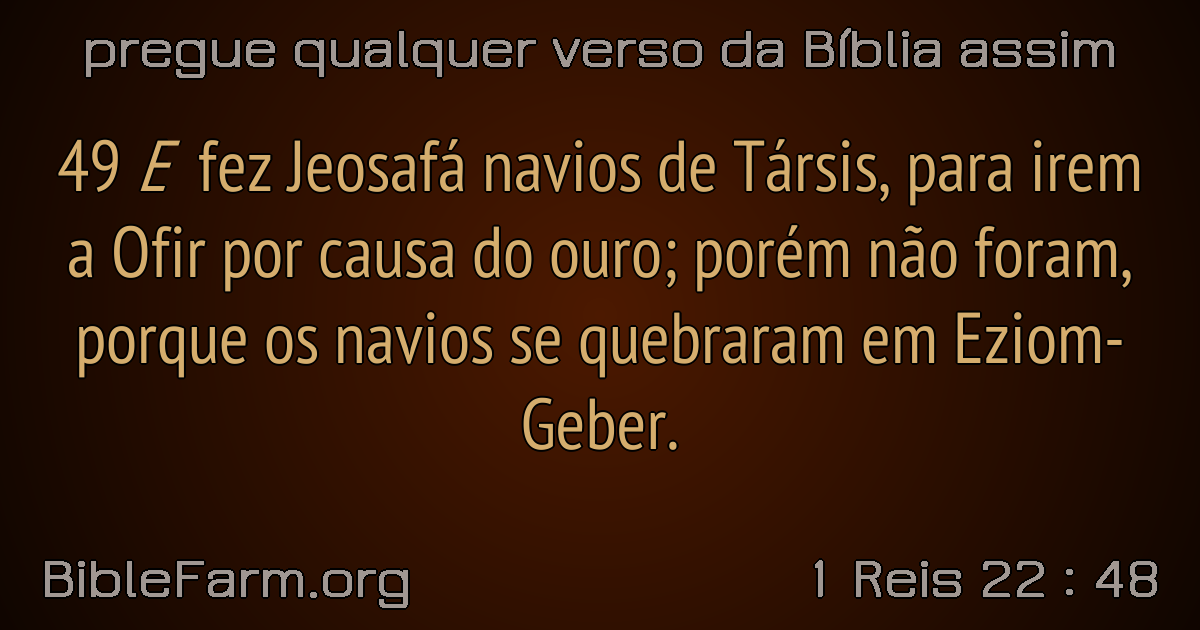 pregue qualquer verso da Bíblia assim
49 E fez Jeosafá navios de Társis, para irem
a Ofir por causa do ouro; porém não foram,
porque os navios se quebraram em Eziom-
Geber.
BibleFarm.org
1 Reis 22 : 48